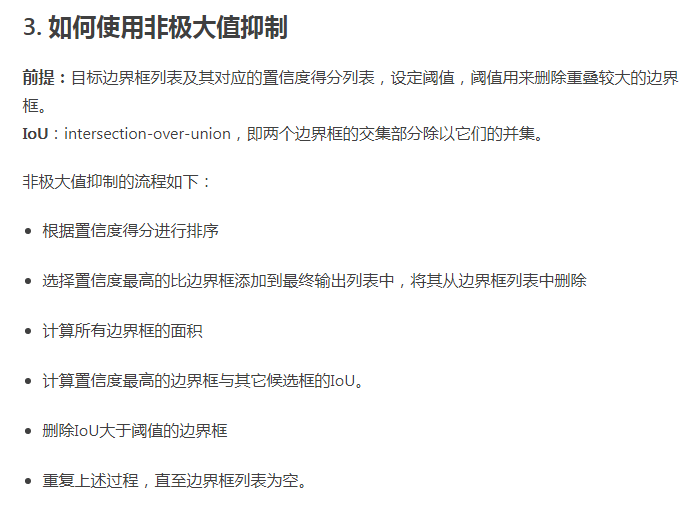 3. 如何使用非极大值抑制
前提：目标边界框列表及其对应的置信度得分列表，设定阈值，阈值用来删除重叠较大的边界
框。
IoU：intersection-over-union，即两个边界框的交集部分除以它们的并集。
非极大值抑制的流程如下：
• 根据置信度得分进行排序
• 选择置信度最高的比边界框添加到最终输出列表中，将其从边界框列表中删除
• 计算所有边界框的面积
• 计算置信度最高的边界框与其它候选框的IoU。
• 删除IoU大于阈值的边界框
• 重复上述过程，直至边界框列表为空。